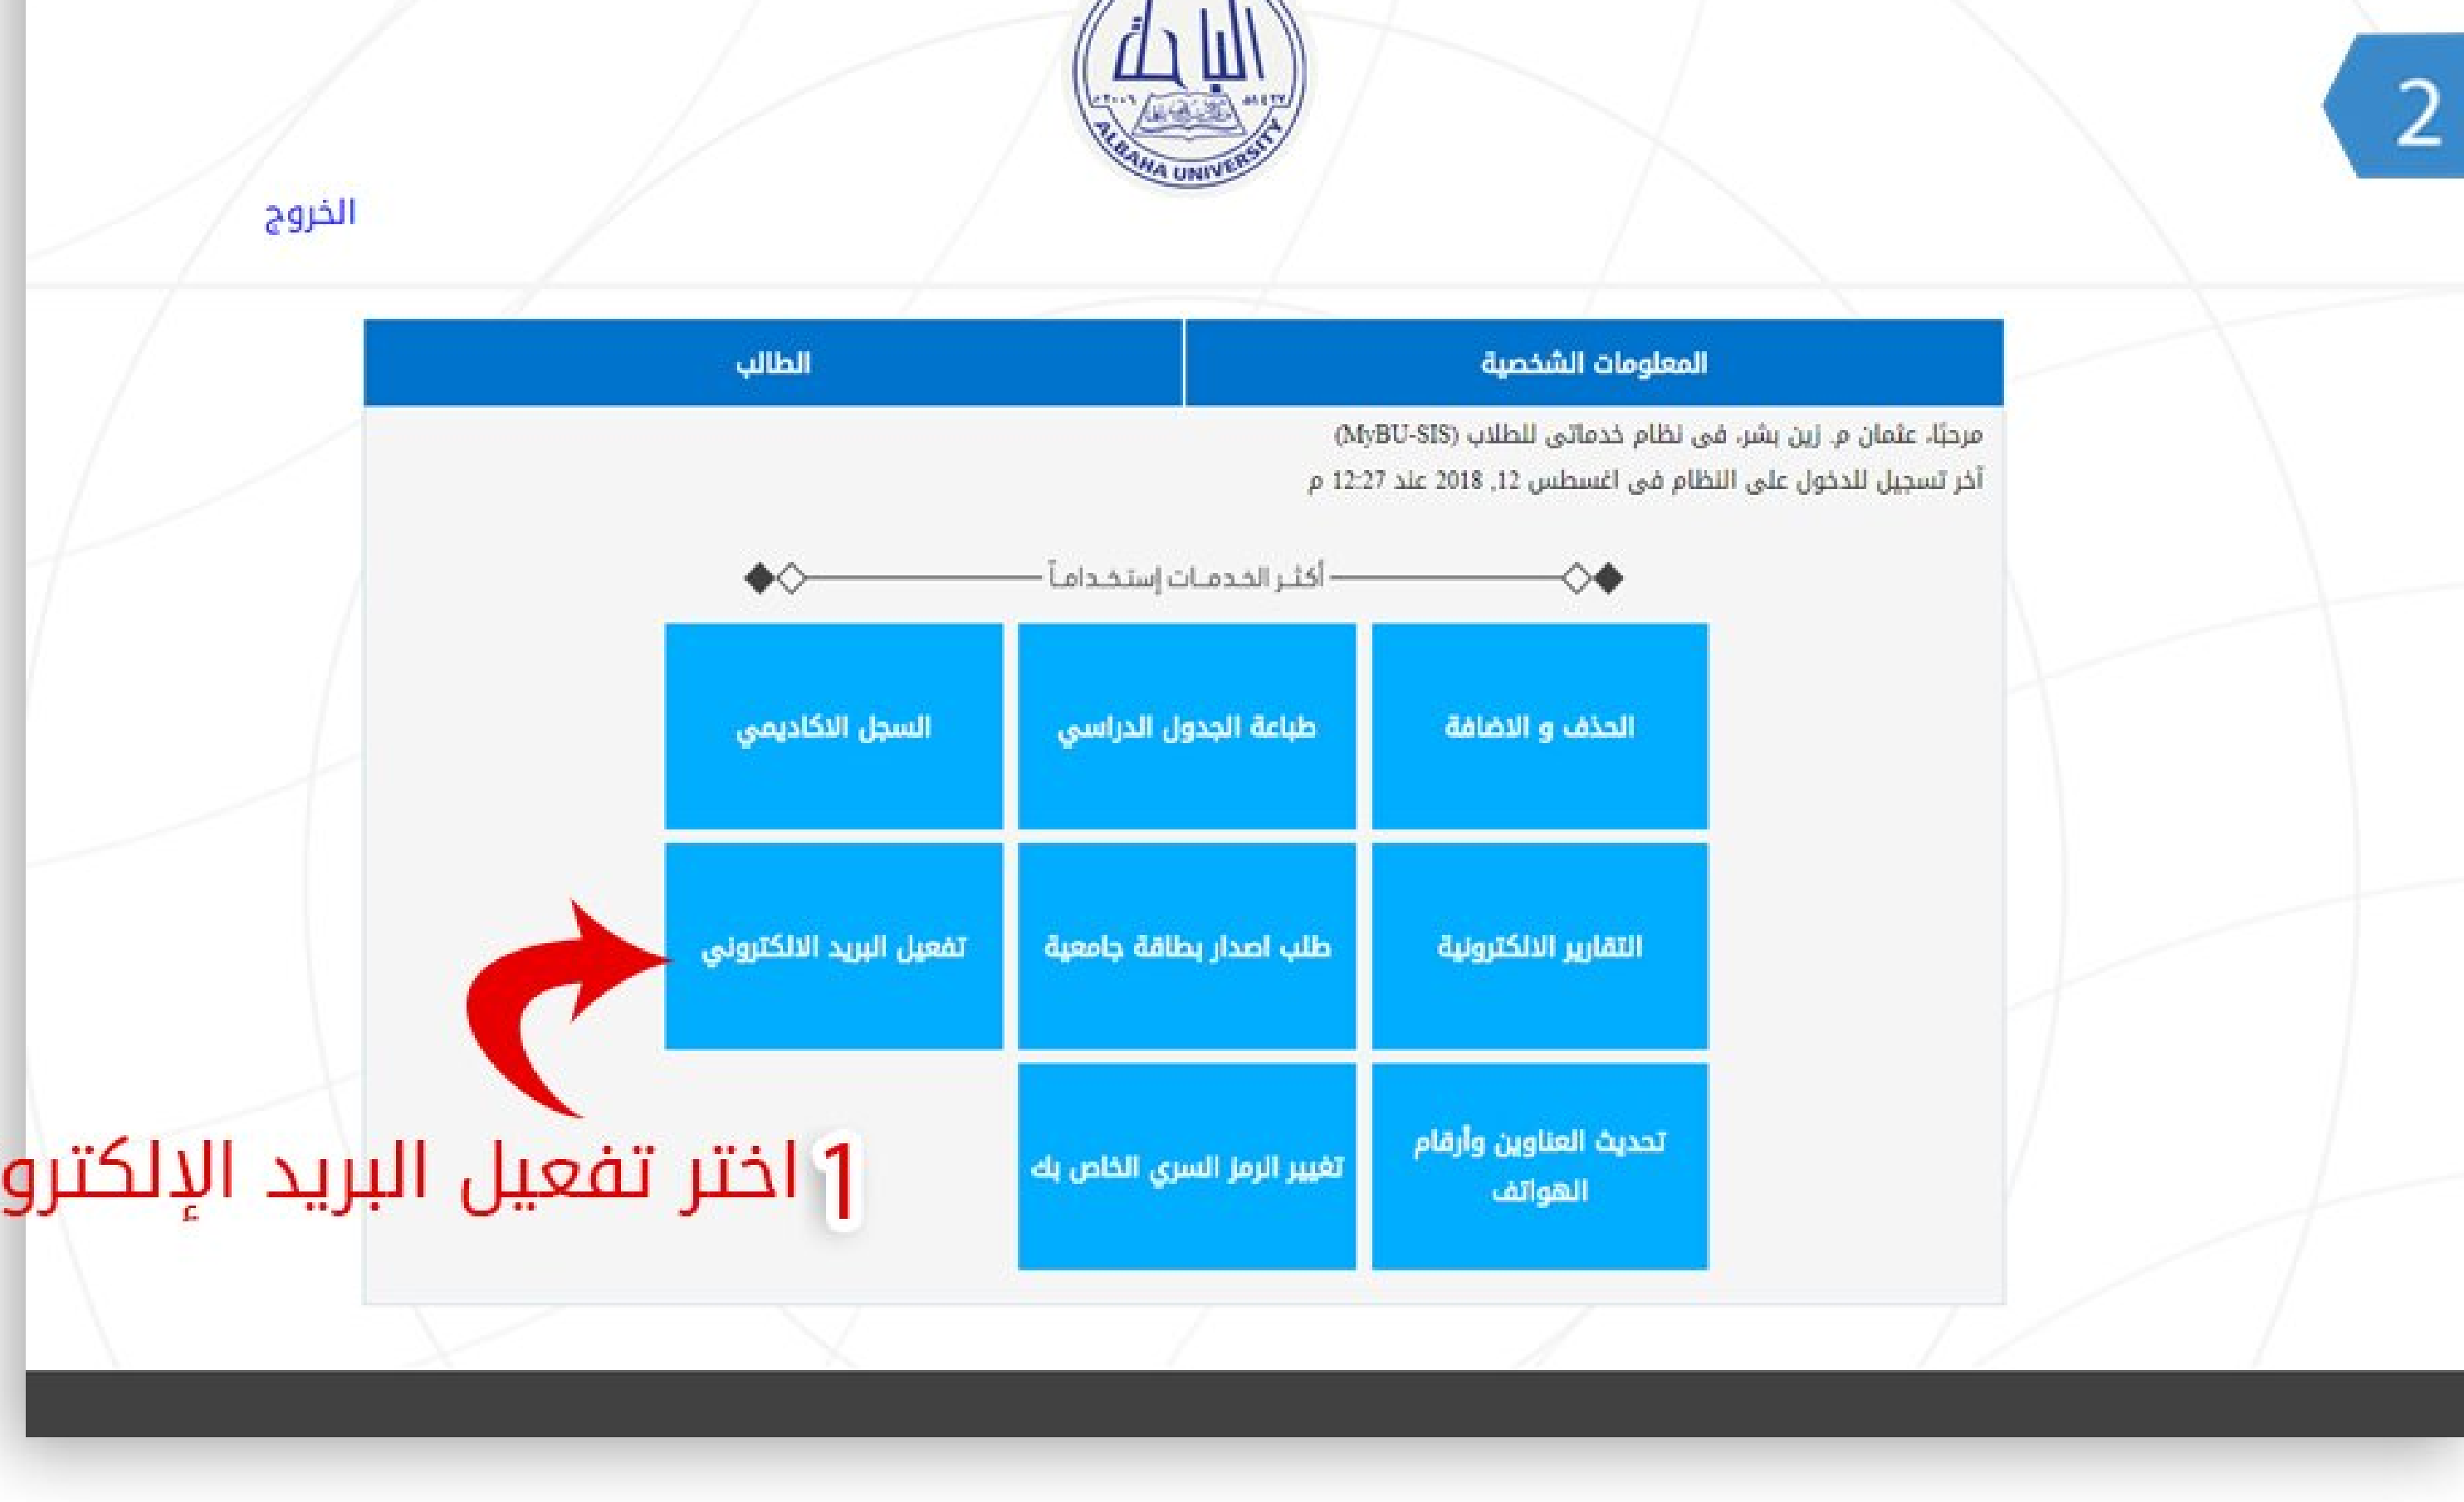 الباحة
ALBAHA UNIVERSITY
2
الخروج
المعلومات الشخصية
الطالب
مرحبًا، عثمان م. زين بشر، فى نظام خدماتى للطلاب (MyBU-SIS)
آخر تسجيل للدخول على النظام فى اغسطس 12, 2018 عند 12:27 م
أكثـر الخـدمـات إستـخـدامـاً
الحذف و الاضافة
طباعة الجدول الدراسي
السجل الاكاديمي
التقارير الالكترونية
طلب اصدار بطاقة جامعية
تفعيل البريد الالكتروني
تحديث العناوين وأرقام
الهواتف
تغيير الرمز السري الخاص بك
1 اختر تفعيل البريد الإلكترو